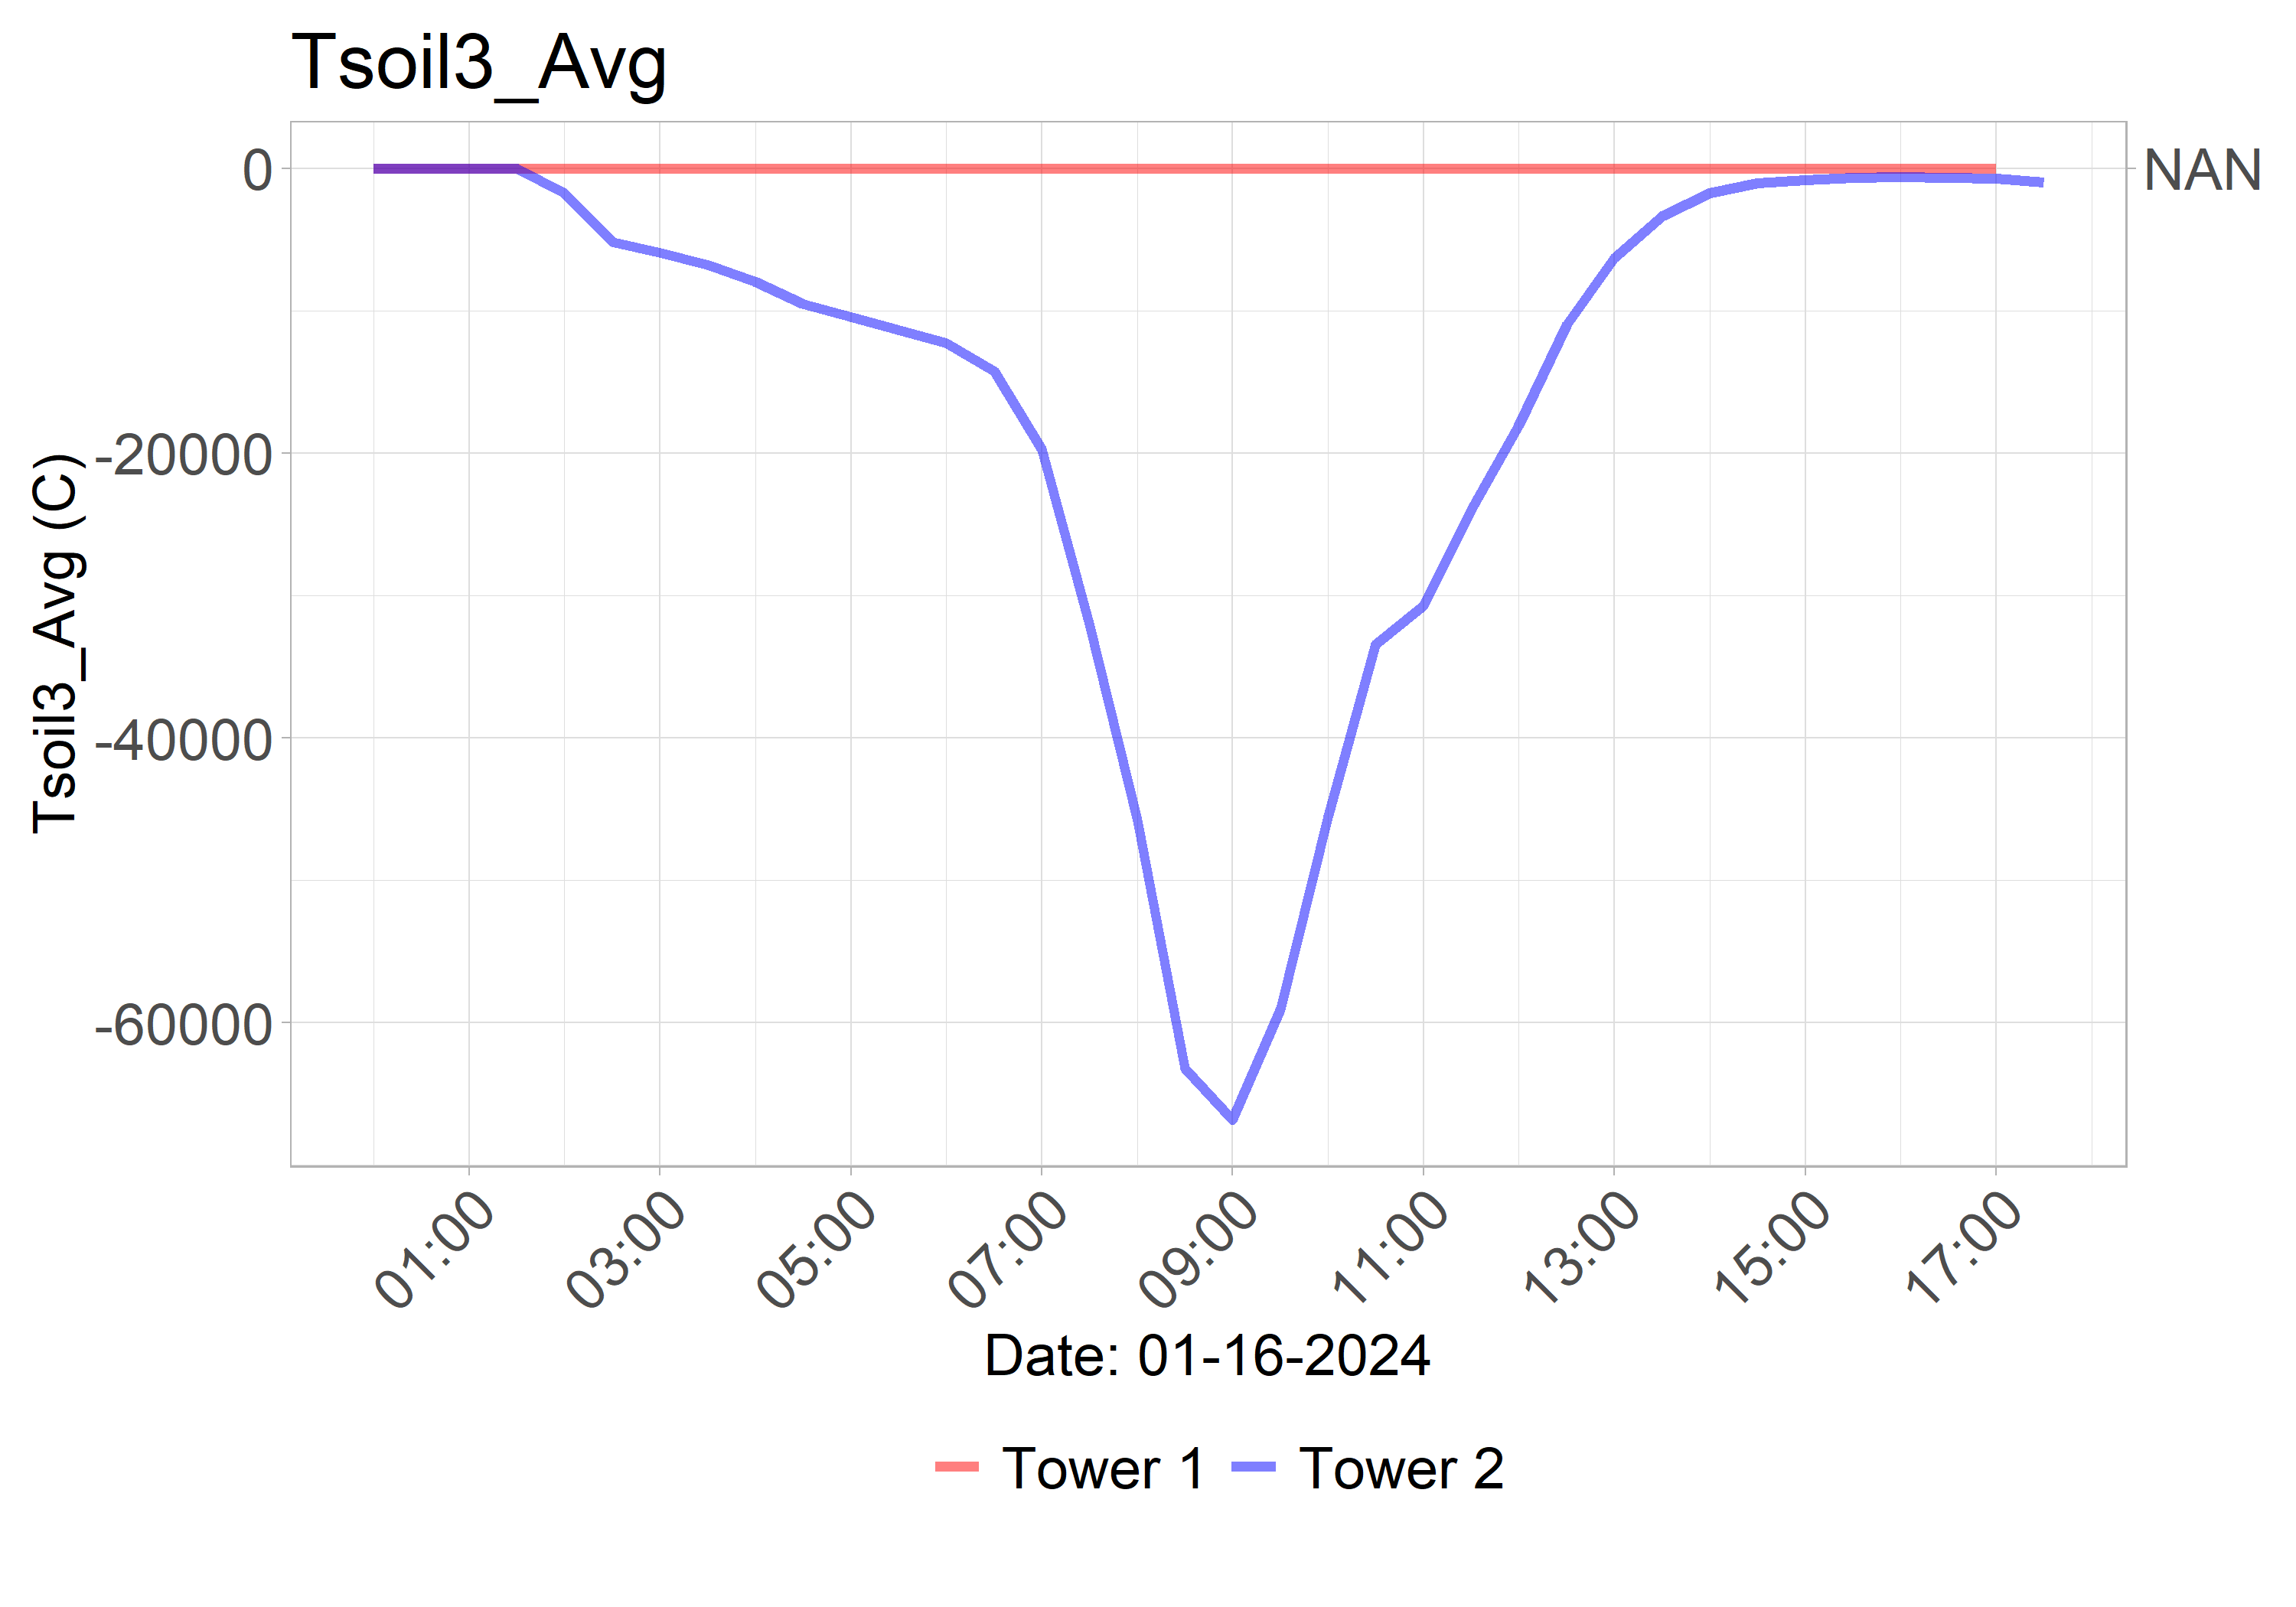 Tsoil3_Avg
Tsoil3_Avg (C)
0
-20000
-40000
-60000
NAN
01:00
03:00
05:00
07:00
09:00
11:00
13:00
15:00
17:00
Date: 01-16-2024
Tower 1 Tower 2